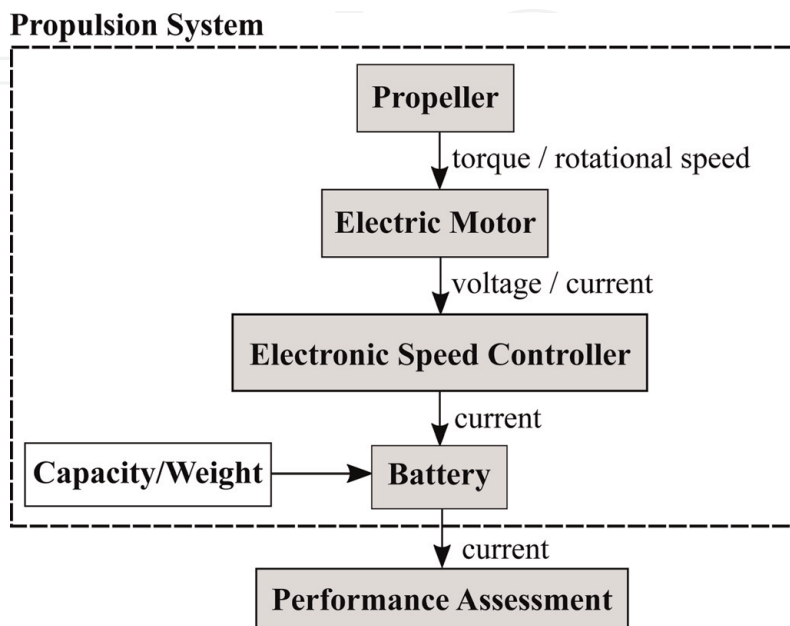 Propulsion System
Propeller
torque / rotational speed
Electric Motor
voltage / current
Electronic Speed Controller
current
Capacity/Weight
Battery
current
Performance Assessment